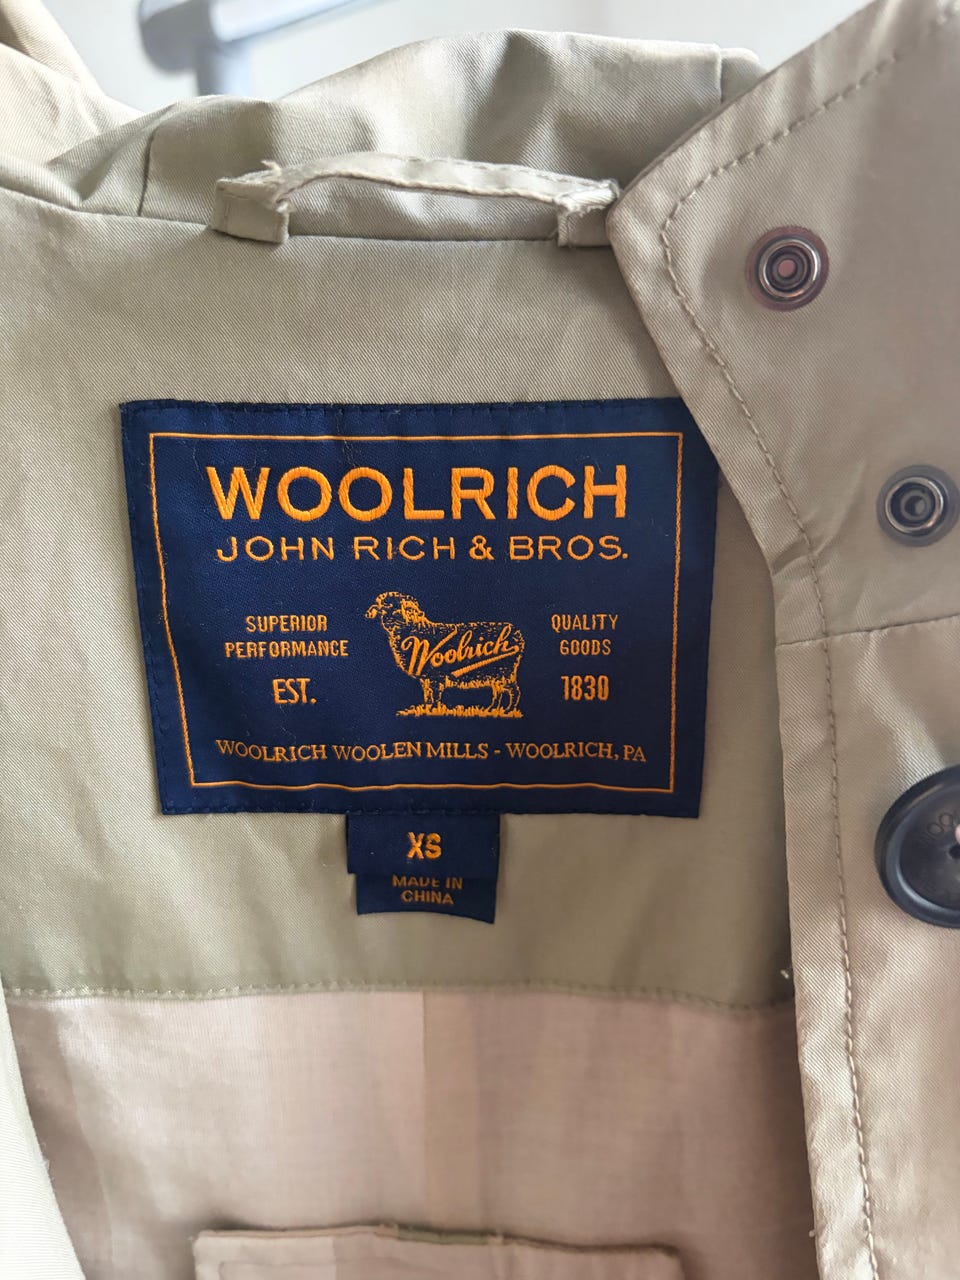 WOOLRICH
JOHN RICH & BROS.
SUPERIOR
PERFORMANCE
EST.
Woolrich
QUALITY
GOODS
1830
WOOLRICH WOOLEN MILLS - WOOLRICH, PA
XS
MADE IN
CHINA